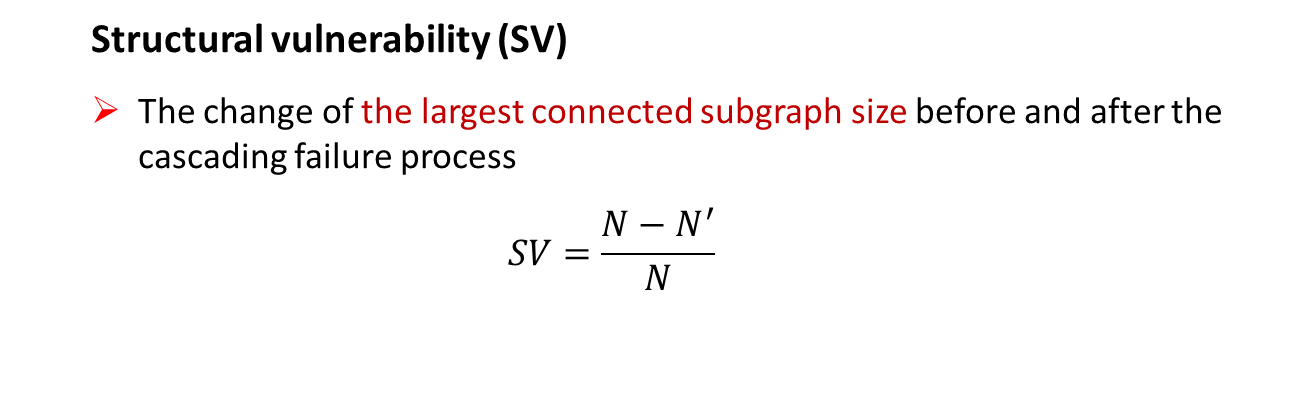 Structural vulnerability (SV)
➢ The change of the largest connected subgraph size before and after the
cascading failure process
SV = \frac{N - N'}{N}